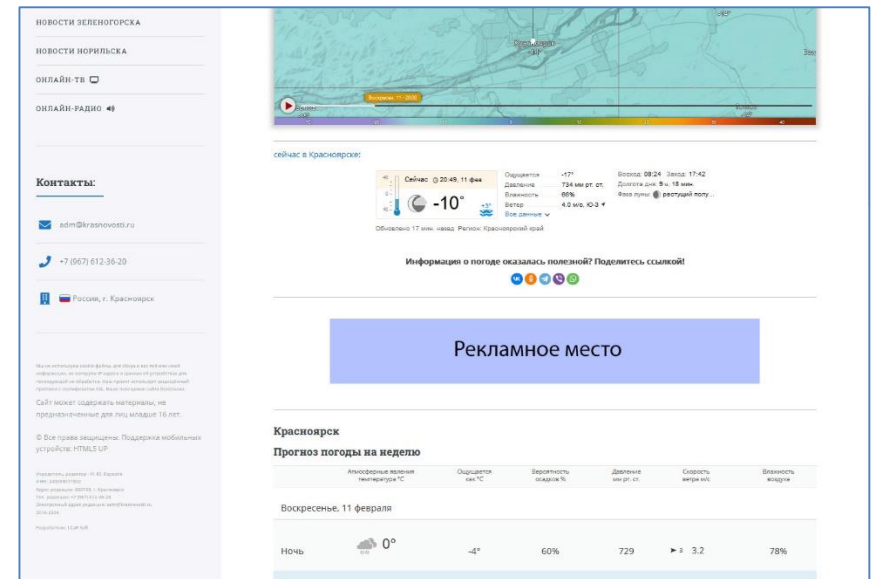 НОВОСТИ ЗЕЛЕНОГОРСКА
НОВОСТИ НОРИЛЬСКА
ОНЛАЙН-ТВ
ОНЛАЙН-РАДИО
Контакты:
adm@krasnovosti.ru
+7 (967) 612-36-20
Россия, г. Красноярск
Сайт может содержать материалы, не
предназначенные для лиц младше 16 лет.
© Все права защищены. Поддержка мобильных
устройств: HTML5 UP
сейчас в Красноярске:
Сейчас 20:49, 11 фев
-10°
+3°
Ощущается -17°
Давление 734 мм рт. ст.
Влажность 66%
Ветер 4.0 м/с, Ю-З
Все данные
Восход: 08:24 Заход: 17:42
Долгота дня: 9 ч, 18 мин.
Фаза луны: растущий полу...
Обновлено 17 мин. назад Регион: Красноярский край
Информация о погоде оказалась полезной? Поделитесь ссылкой!
Рекламное место
Красноярск
Прогноз погоды на неделю
Атмосферные явления
температура °C
Ощущается
как °C
Вероятность
осадков %
Давление
мм рт. ст.
Скорость
ветра м/с
Влажность
воздуха
Воскресенье, 11 февраля
Ночь 0° -4° 60% 729 З 3.2 78%